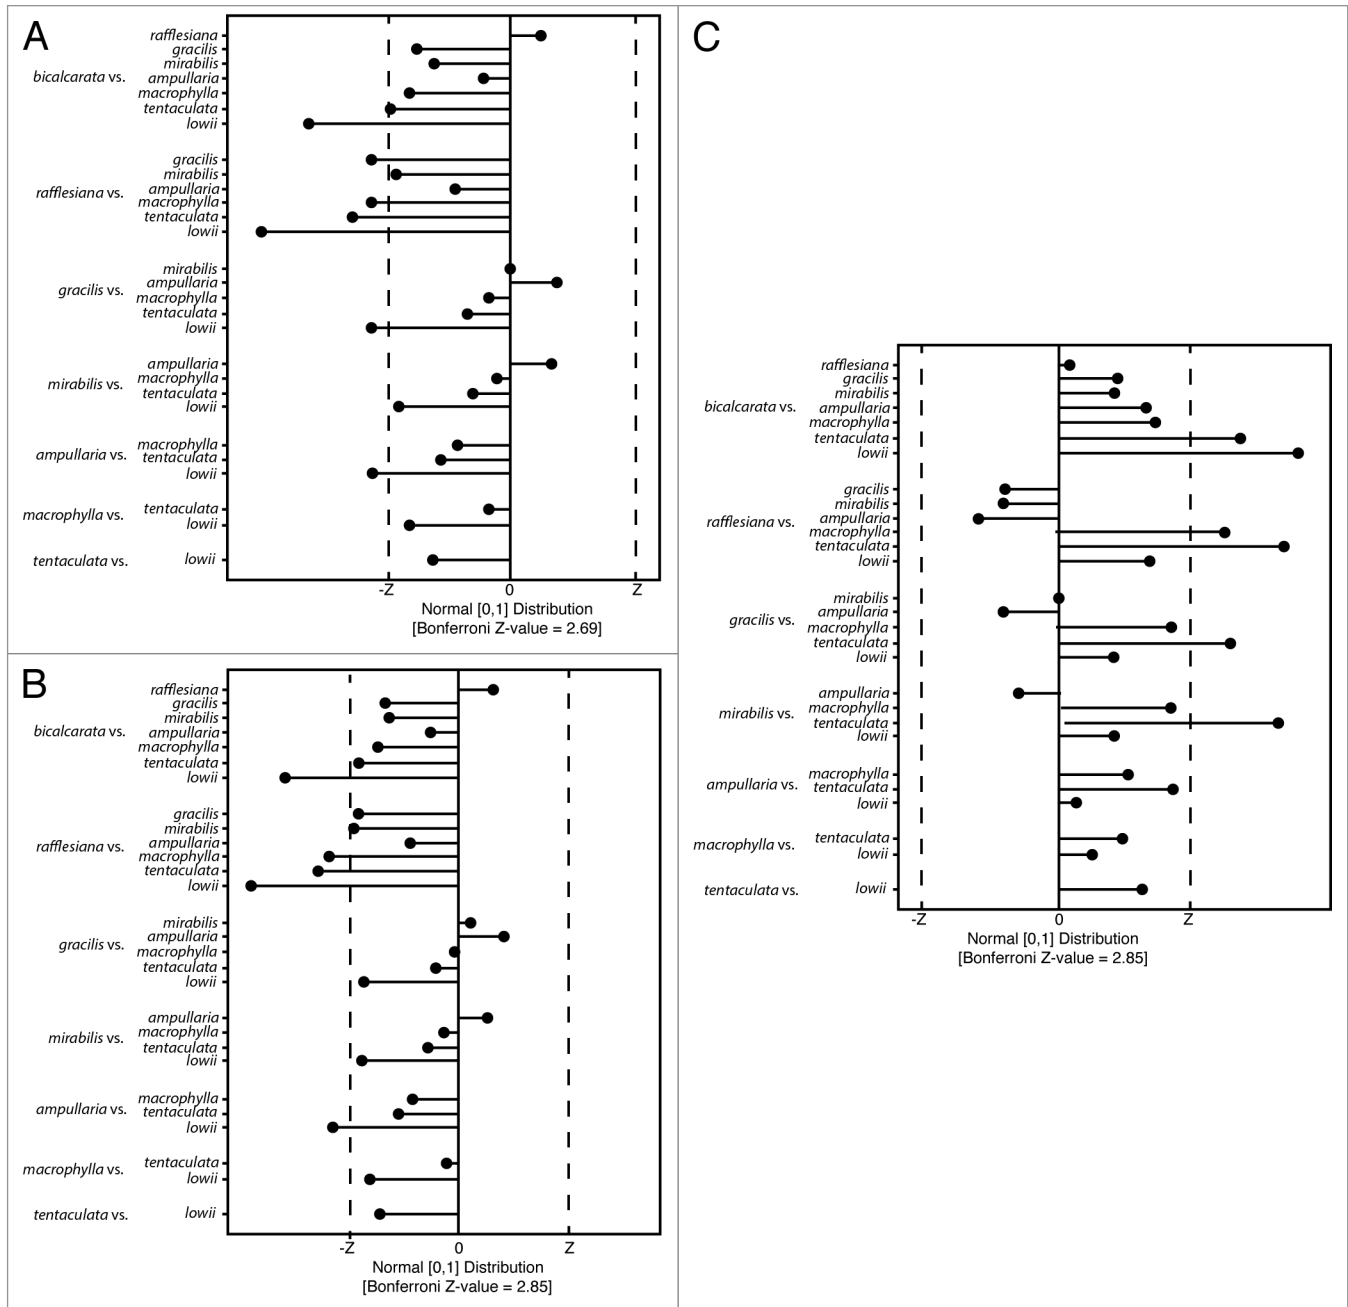 A
rafflesiana
gracilis
mirabilis
bicalcarata vs.
ampullaria
macrophylla
tentaculata
lowii
gracilis
mirabilis
rafflesiana vs.
ampullaria
macrophylla
tentaculata
lowii
mirabilis
ampullaria
gracilis vs.
macrophylla
tentaculata
lowii
ampullaria
macrophylla
mirabilis vs.
tentaculata
lowii
macrophylla
ampullaria vs.
tentaculata
lowii
tentaculata
macrophylla vs.
lowii
tentaculata vs.
lowii
-Z 0 Z
Normal [0,1] Distribution
[Bonferroni Z-value = 2.69]
B
rafflesiana
gracilis
mirabilis
bicalcarata vs.
ampullaria
macrophylla
tentaculata
lowii
gracilis
mirabilis
rafflesiana vs.
ampullaria
macrophylla
tentaculata
lowii
mirabilis
ampullaria
gracilis vs.
macrophylla
tentaculata
lowii
ampullaria
macrophylla
mirabilis vs.
tentaculata
lowii
macrophylla
ampullaria vs.
tentaculata
lowii
tentaculata
macrophylla vs.
lowii
tentaculata vs.
lowii
-Z 0 Z
Normal [0,1] Distribution
[Bonferroni Z-value = 2.85]
C
rafflesiana
gracilis
mirabilis
bicalcarata vs.
ampullaria
macrophylla
tentaculata
lowii
gracilis
mirabilis
rafflesiana vs.
ampullaria
macrophylla
tentaculata
lowii
mirabilis
ampullaria
gracilis vs.
macrophylla
tentaculata
lowii
ampullaria
macrophylla
mirabilis vs.
tentaculata
lowii
macrophylla
ampullaria vs.
tentaculata
lowii
tentaculata
macrophylla vs.
lowii
tentaculata vs.
lowii
-Z 0 Z
Normal [0,1] Distribution
[Bonferroni Z-value = 2.85]